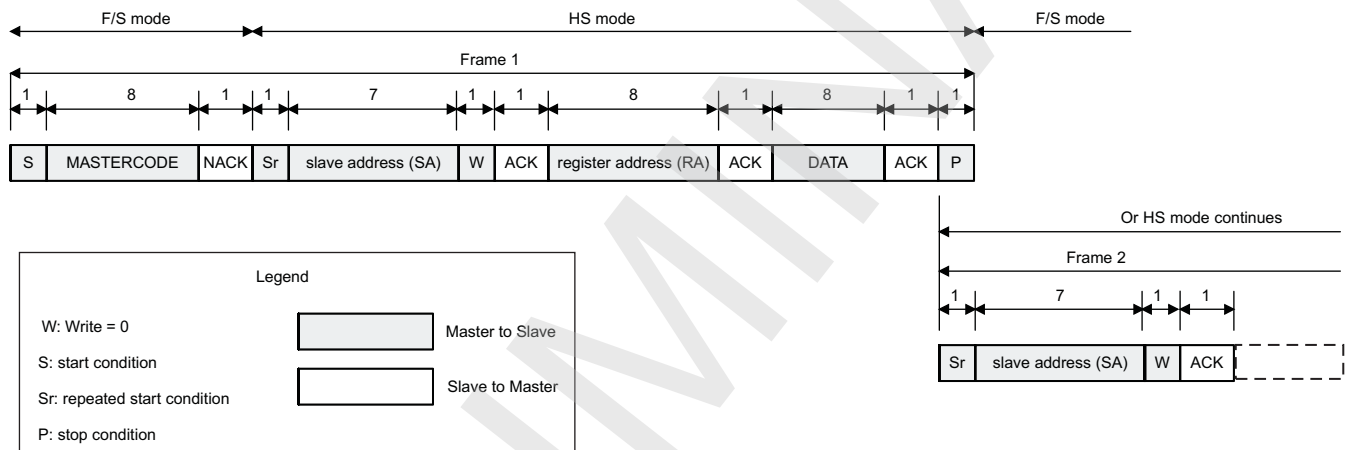 F/S mode HS mode F/S mode
Frame 1
1 8 1 1 7 1 1 8 1 8 1 1
S MASTERCODE NACK Sr slave address (SA) W ACK register address (RA) ACK DATA ACK P
Or HS mode continues
Frame 2
1 7 1 1
Sr slave address (SA) W ACK
Legend
W: Write = 0
Master to Slave
S: start condition
Slave to Master
Sr: repeated start condition
P: stop condition